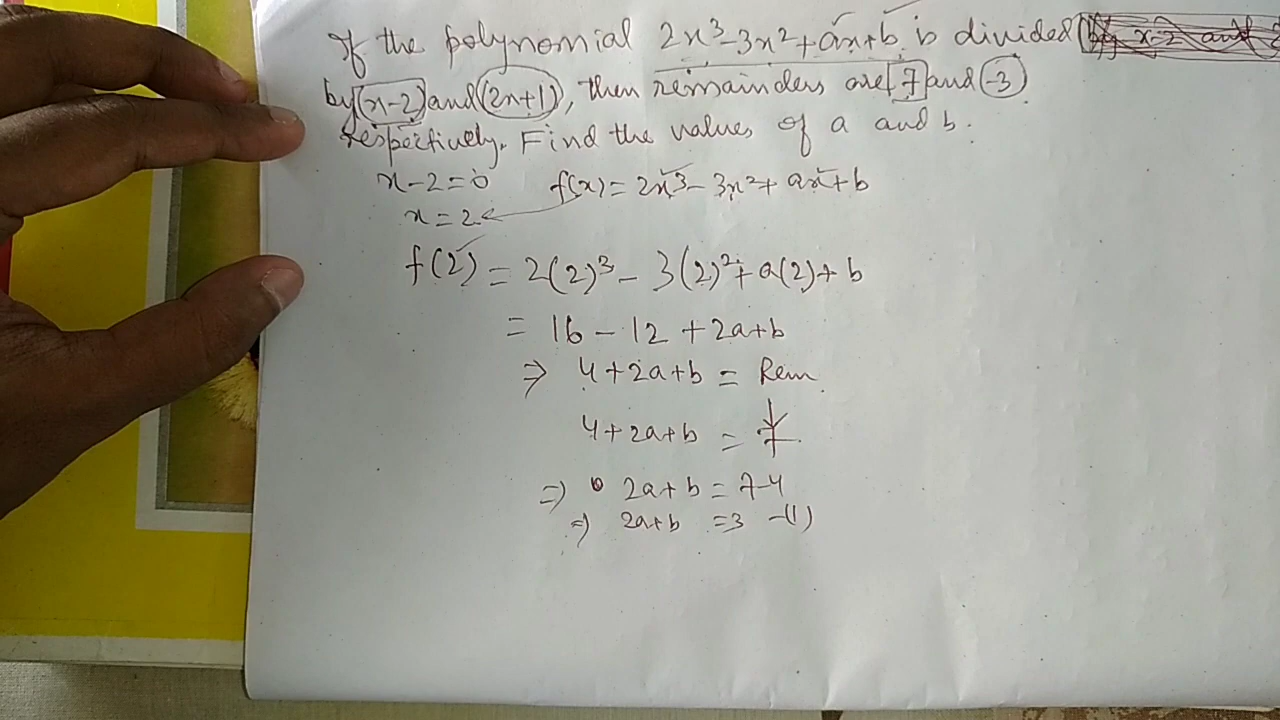 If the polynomial 2x³-3x²+ax+b is divided
by (x-2) and (2x+1), then remainders are 7 and -3
respectively. Find the values of a and b.
x-2=0 f(x)= 2x³- 3x²+ ax+b
x=2
f(2) = 2(2)³- 3(2)²+ a(2)+b
= 16 - 12 + 2a+b
⇒ 4+2a+b = Rem
4+2a+b = 7
⇒ 2a+b = 7-4
⇒ 2a+b =3 -(1)